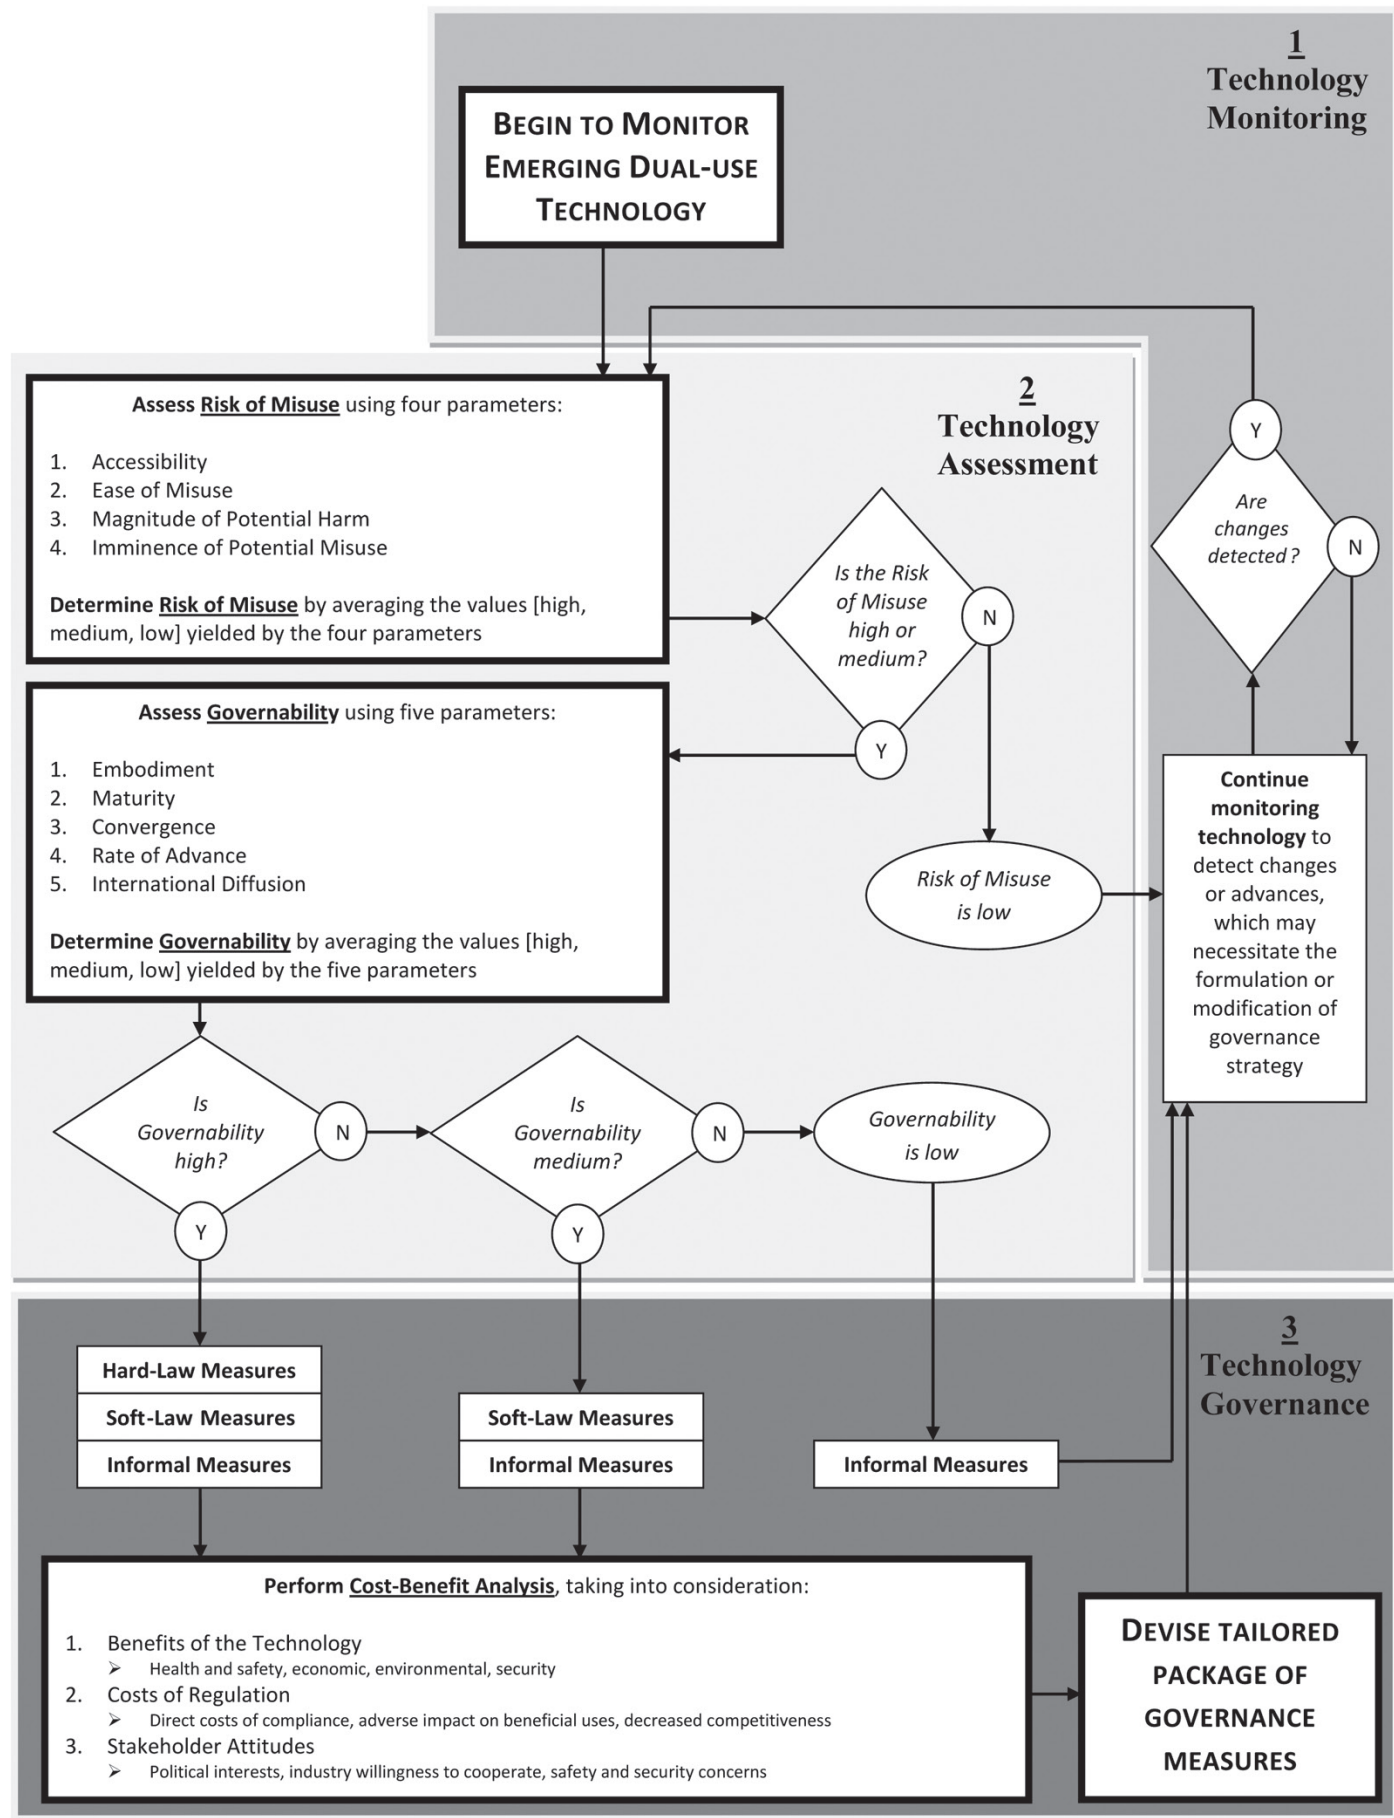 1
Technology
Monitoring
BEGIN TO MONITOR
EMERGING DUAL-USE
TECHNOLOGY
2
Technology
Assessment
Assess Risk of Misuse using four parameters:
1. Accessibility
2. Ease of Misuse
3. Magnitude of Potential Harm
4. Imminence of Potential Misuse
Determine Risk of Misuse by averaging the values [high,
medium, low] yielded by the four parameters
Is the Risk
of Misuse
high or
medium?
N
Y
Are
changes
detected?
Y
N
Assess Governability using five parameters:
1. Embodiment
2. Maturity
3. Convergence
4. Rate of Advance
5. International Diffusion
Determine Governability by averaging the values [high,
medium, low] yielded by the five parameters
Risk of Misuse
is low
Continue
monitoring
technology to
detect changes
or advances,
which may
necessitate the
formulation or
modification of
governance
strategy
Is
Governability
high?
N
Y
Is
Governability
medium?
N
Y
Governability
is low
3
Technology
Governance
Hard-Law Measures
Soft-Law Measures
Informal Measures
Soft-Law Measures
Informal Measures
Informal Measures
Perform Cost-Benefit Analysis, taking into consideration:
1. Benefits of the Technology
➢ Health and safety, economic, environmental, security
2. Costs of Regulation
➢ Direct costs of compliance, adverse impact on beneficial uses, decreased competitiveness
3. Stakeholder Attitudes
➢ Political interests, industry willingness to cooperate, safety and security concerns
DEVISE TAILORED
PACKAGE OF
GOVERNANCE
MEASURES